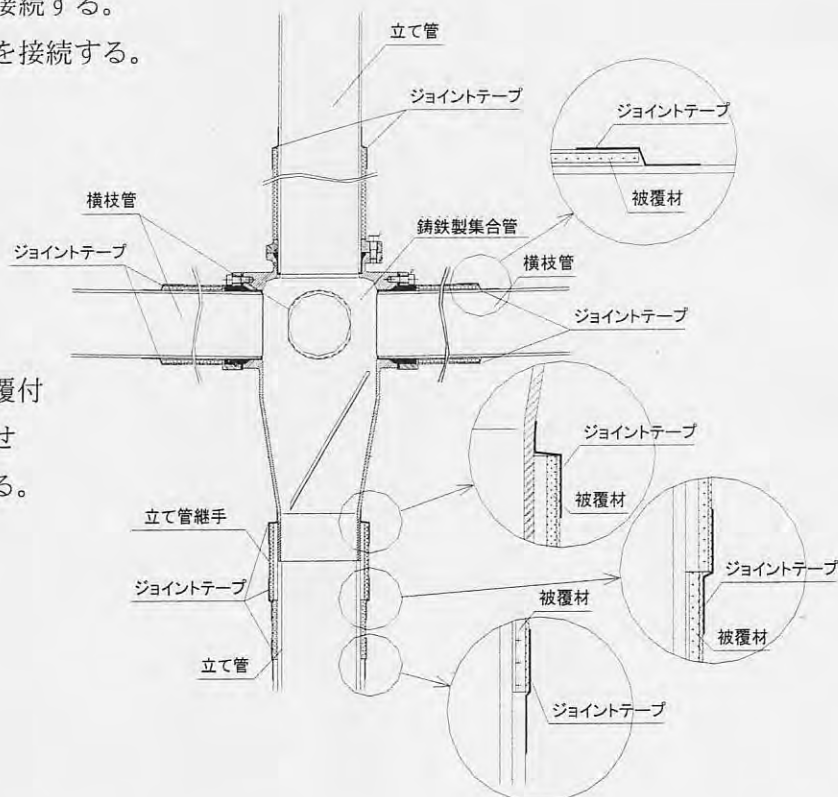 接続する。
を接続する。
立て管
ジョイントテープ
ジョイントテープ
被覆材
横枝管
鋳鉄製集合管
ジョイントテープ
横枝管
ジョイントテープ
覆付
せ
る。
ジョイントテープ
被覆材
立て管継手
ジョイントテープ
ジョイントテープ
被覆材
被覆材
立て管
ジョイントテープ